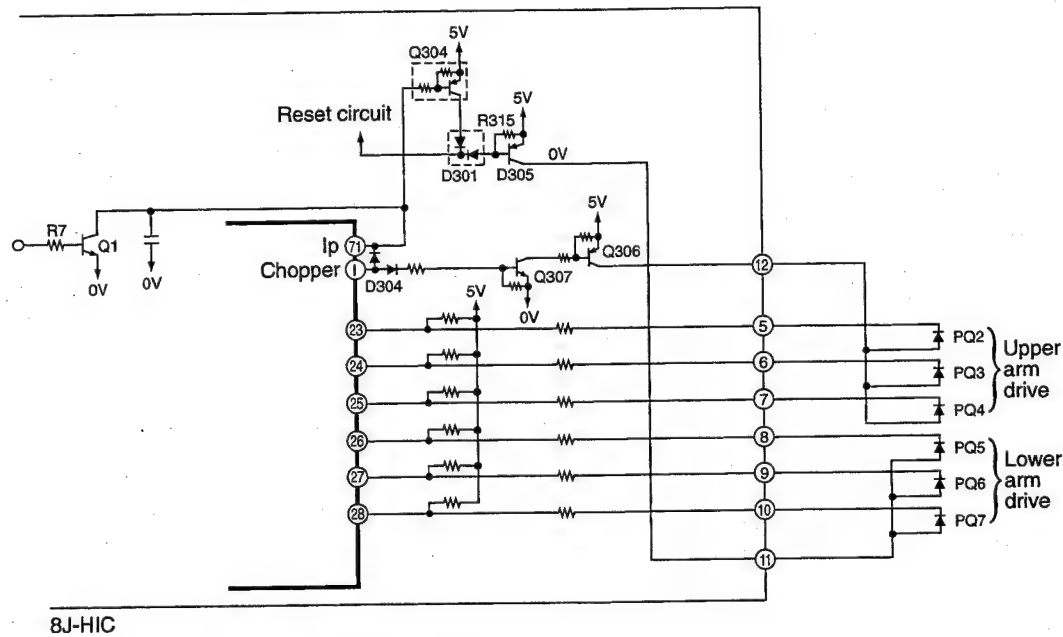 5V
Q304
5V
Reset circuit
R315
0V
D301
D305
R7
Q1
5V
Ip
71
Q306
Chopper
1
D304
Q307
12
0V
0V
5V
0V
23
5
PQ2
Upper
arm
drive
24
6
PQ3
25
7
PQ4
26
8
PQ5
Lower
arm
drive
27
9
PQ6
28
10
PQ7
11
8J-HIC